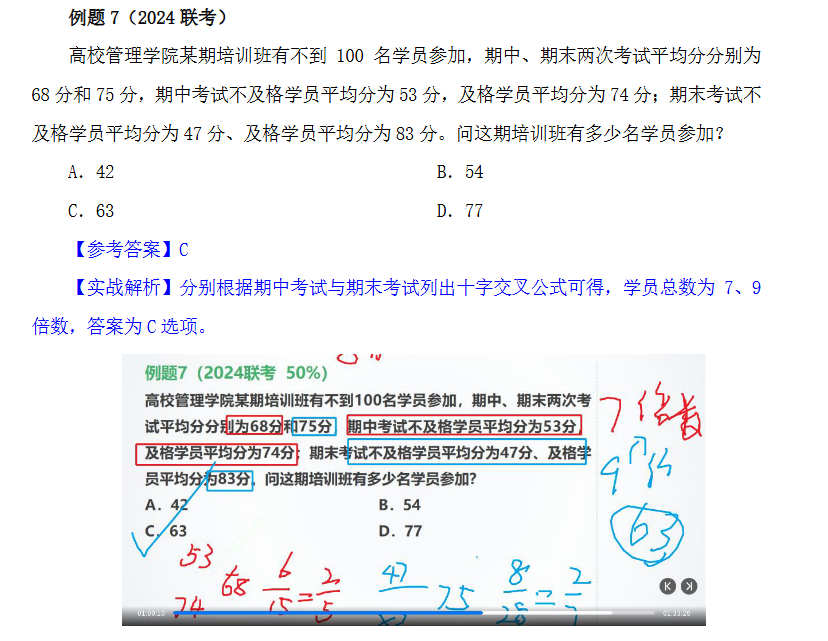 例题 7（2024 联考）
高校管理学院某期培训班有不到 100 名学员参加，期中、期末两次考试平均分分别为
68 分和 75 分，期中考试不及格学员平均分为 53 分，及格学员平均分为 74 分；期末考试不
及格学员平均分为 47 分、及格学员平均分为 83 分。问这期培训班有多少名学员参加？
A．42 B．54
C．63 D．77
【参考答案】C
【实战解析】分别根据期中考试与期末考试列出十字交叉公式可得，学员总数为 7、9
倍数，答案为 C 选项。
例题7（2024联考 50%）
高校管理学院某期培训班有不到100名学员参加，期中、期末两次考
试平均分分别为68分和75分，期中考试不及格学员平均分为53分，
及格学员平均分为74分；期末考试不及格学员平均分为47分、及格学
员平均分为83分。问这期培训班有多少名学员参加？
A．42 B．54
C．63 D．77
7倍数
9倍
63
53
68 6/15=2/5
74
47
75 8/28=2/7
01:00:10 01:33:26